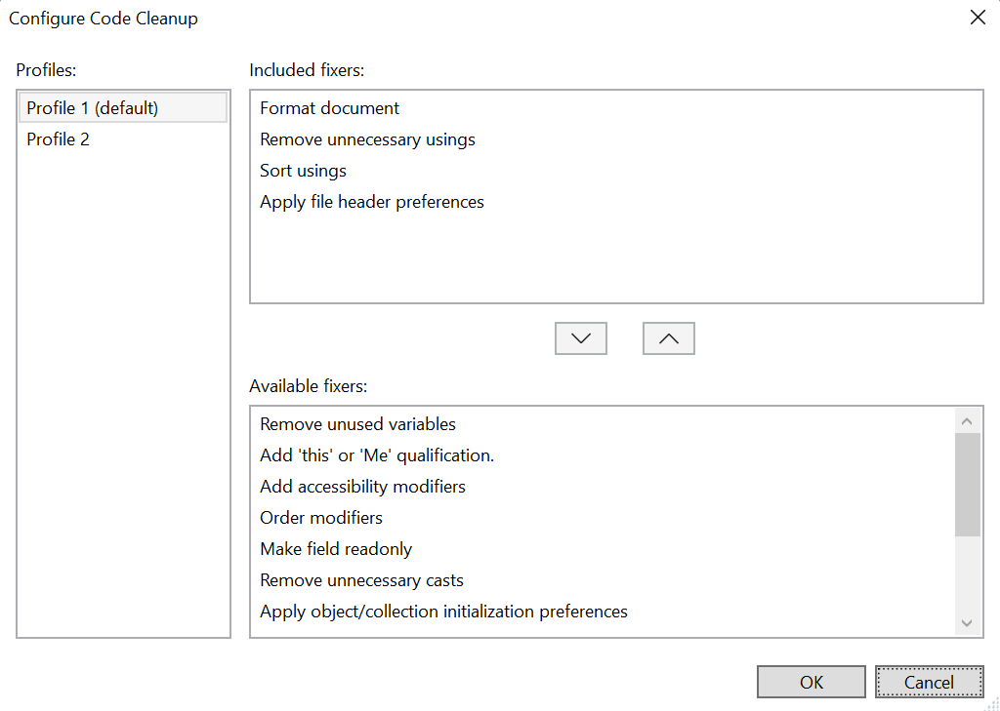 Configure Code Cleanup
Profiles:
Profile 1 (default)
Profile 2
Included fixers:
Format document
Remove unnecessary usings
Sort usings
Apply file header preferences
Available fixers:
Remove unused variables
Add 'this' or 'Me' qualification.
Add accessibility modifiers
Order modifiers
Make field readonly
Remove unnecessary casts
Apply object/collection initialization preferences
OK
Cancel